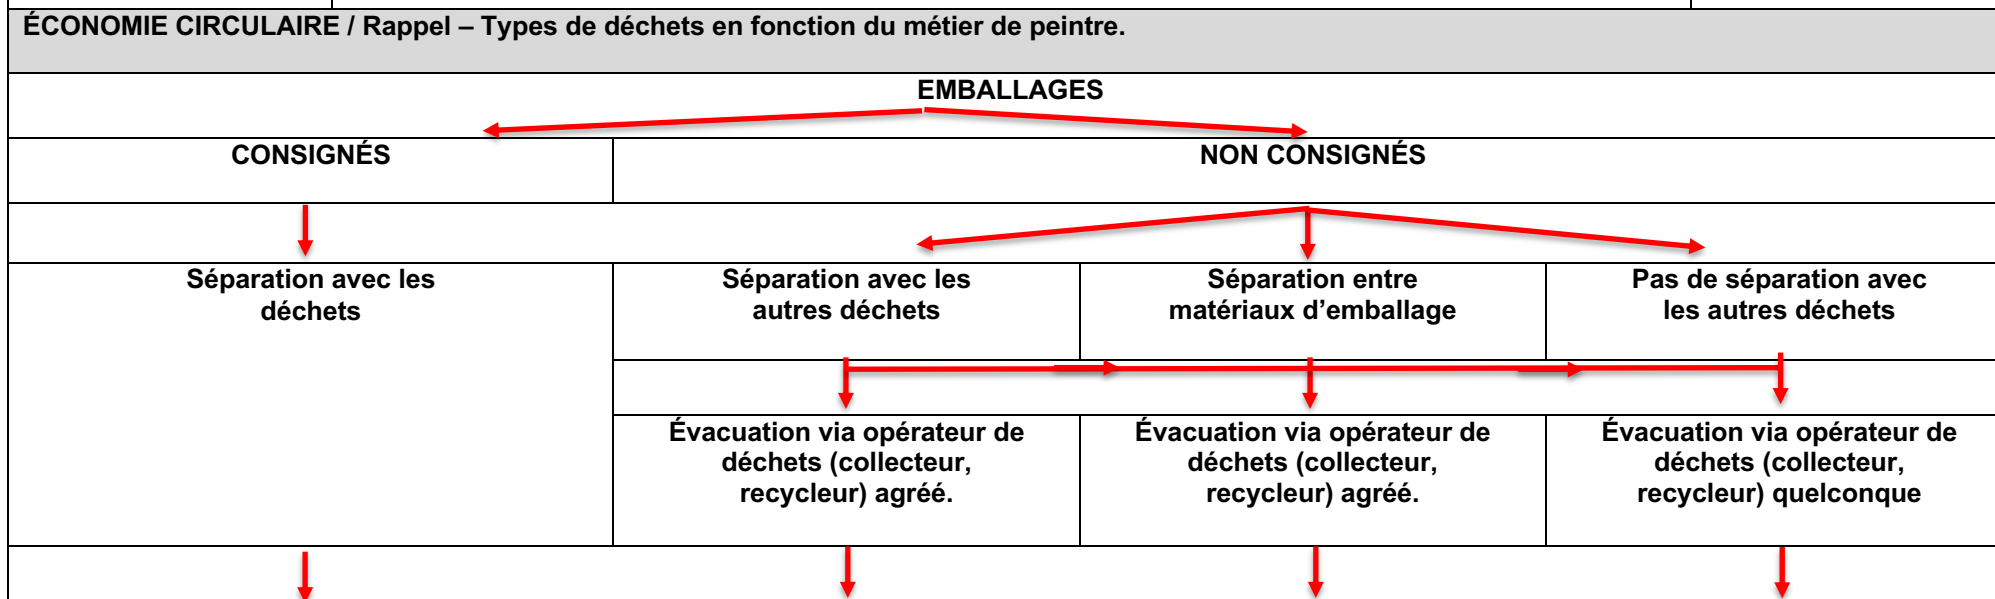 ÉCONOMIE CIRCULAIRE / Rappel – Types de déchets en fonction du métier de peintre.
EMBALLAGES
CONSIGNÉS
NON CONSIGNÉS
Séparation avec les
déchets
Séparation avec les
autres déchets
Séparation entre
matériaux d’emballage
Pas de séparation avec
les autres déchets
Évacuation via opérateur de
déchets (collecteur,
recycleur) agréé.
Évacuation via opérateur de
déchets (collecteur,
recycleur) agréé.
Évacuation via opérateur de
déchets (collecteur,
recycleur) quelconque